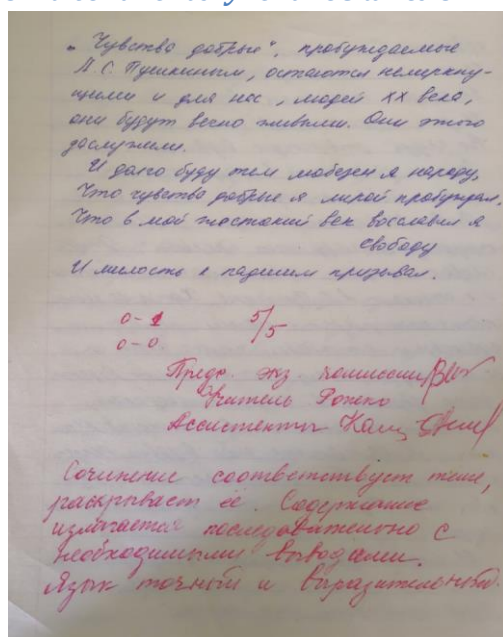 „Чувства добрые", пробуждаемые
А.С. Пушкиным, остаются немеркну-
щими и для нас, людей XX века,
они будут вечно живыми. Они этого
заслужили.
И долго буду тем любезен я народу,
Что чувства добрые я лирой пробуждал,
Что в мой жестокий век восславил я
свободу
И милость к падшим призывал.
0-1 5/5
0-0
Предс. экз. комиссии
Учитель
Ассистенты
Сочинение соответствует теме,
раскрывает её. Содержание
излагается последовательно с
необходимыми выводами.
Язык точный и выразительный.